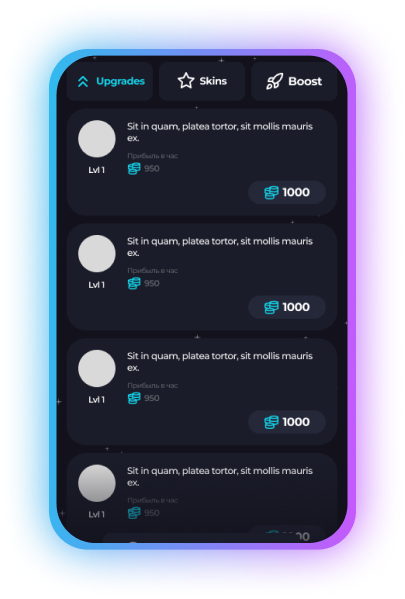 Upgrades Skins Boost
Sit in quam, platea tortor, sit mollis mauris
ex.
Прибыль в час
Lvl 1 950
1000
Sit in quam, platea tortor, sit mollis mauris
ex.
Прибыль в час
Lvl 1 950
1000
Sit in quam, platea tortor, sit mollis mauris
ex.
Прибыль в час
Lvl 1 950
1000
Sit in quam, platea tortor, sit mollis mauris
ex.
Прибыль в час
Lvl 1 950
1000